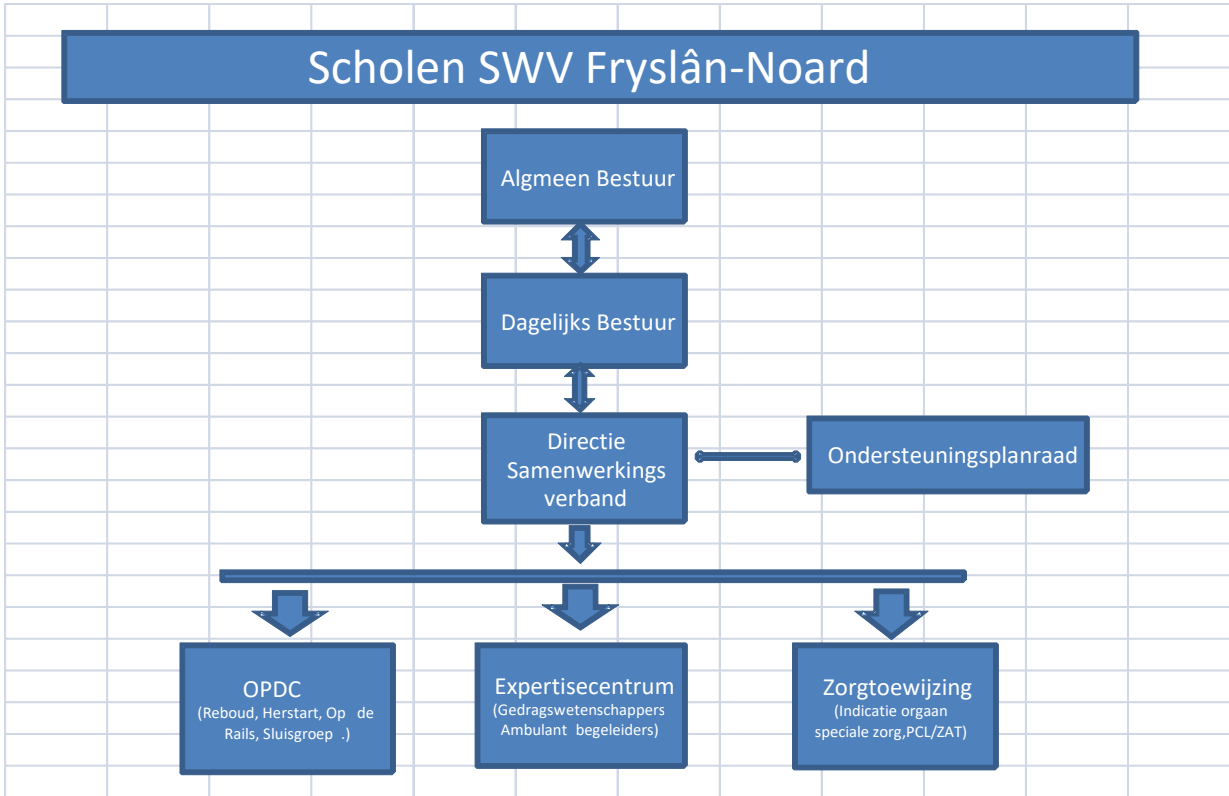 Scholen SWV Fryslân-Noard
Algmeen Bestuur
Dagelijks Bestuur
Directie
Samenwerkings
verband
Ondersteuningsplanraad
OPDC
(Reboud, Herstart, Op de
Rails, Sluisgroep .)
Expertisecentrum
(Gedragswetenschappers
Ambulant begeleiders)
Zorgtoewijzing
(Indicatie orgaan
speciale zorg,PCL/ZAT)